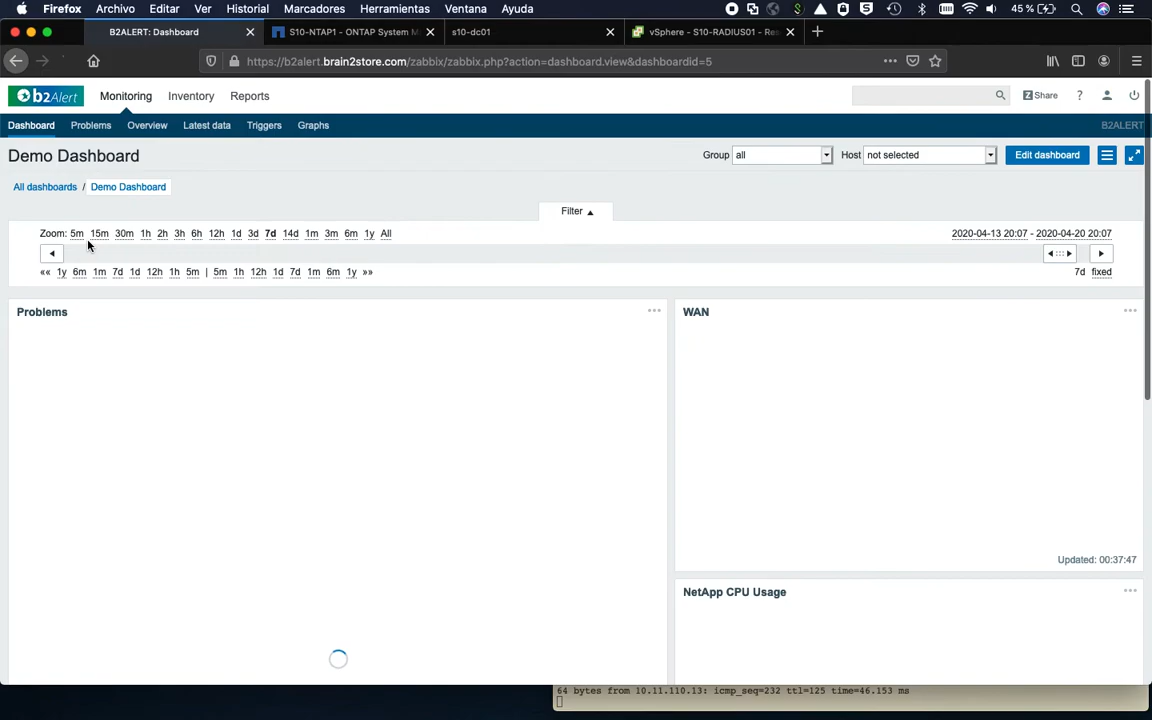 Firefox Archivo Editar Ver Historial Marcadores Herramientas Ventana Ayuda 45 %
B2ALERT: Dashboard S10-NTAP1 - ONTAP System M s10-dc01 vSphere - S10-RADIUS01 - Re
https://b2alert.brain2store.com/zabbix/zabbix.php?action=dashboard.view&dashboardid=5
b2Alert Monitoring Inventory Reports Z Share ?
Dashboard Problems Overview Latest data Triggers Graphs B2ALERT
Demo Dashboard Group all Host not selected Edit dashboard
All dashboards / Demo Dashboard
Filter
Zoom: 5m 15m 30m 1h 2h 3h 6h 12h 1d 3d 7d 14d 1m 3m 6m 1y All 2020-04-13 20:07 - 2020-04-20 20:07
«« 1y 6m 1m 7d 1d 12h 1h 5m | 5m 1h 12h 1d 7d 1m 6m 1y »» 7d fixed
Problems WAN
Updated: 00:37:47
NetApp CPU Usage
64 bytes from 10.11.110.13: icmp_seq=232 ttl=125 time=46.153 ms